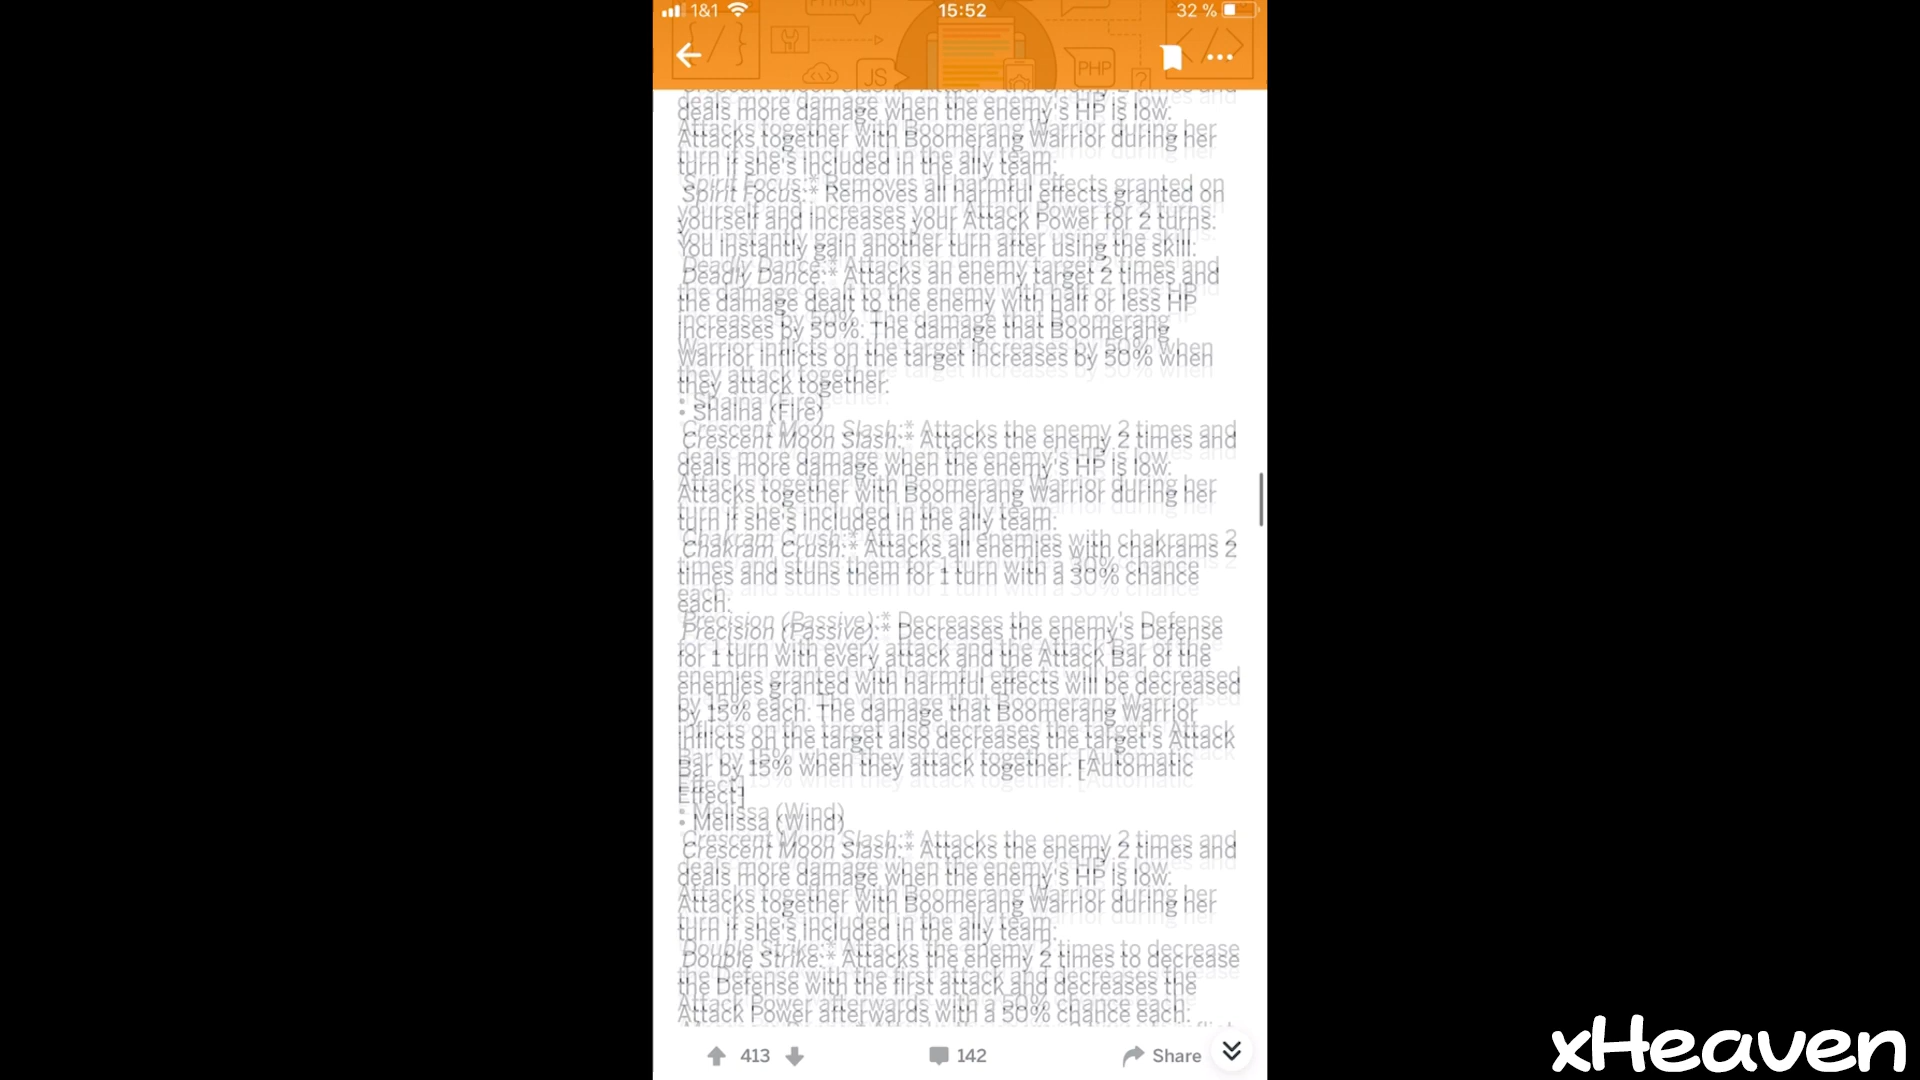 1&1
15:52
32 %
PYTHON
JS
PHP
?
Crescent Moon Slash:* Attacks the enemy 2 times and
deals more damage when the enemy's HP is low.
Attacks together with Boomerang Warrior during her
turn if she's included in the ally team.
Spirit Focus:* Removes all harmful effects granted on
yourself and increases your Attack Power for 2 turns.
You instantly gain another turn after using the skill.
Deadly Dance:* Attacks an enemy target 2 times and
the damage dealt to the enemy with half or less HP
increases by 50%. The damage that Boomerang
Warrior inflicts on the target increases by 50% when
they attack together.
• Shaina (Fire)
Crescent Moon Slash:* Attacks the enemy 2 times and
deals more damage when the enemy's HP is low.
Attacks together with Boomerang Warrior during her
turn if she's included in the ally team.
Chakram Crush:* Attacks all enemies with chakrams 2
times and stuns them for 1 turn with a 30% chance
each.
Precision (Passive):* Decreases the enemy's Defense
for 1 turn with every attack and the Attack Bar of the
enemies granted with harmful effects will be decreased
by 15% each. The damage that Boomerang Warrior
inflicts on the target also decreases the target's Attack
Bar by 15% when they attack together. [Automatic
Effect]
• Melissa (Wind)
Crescent Moon Slash:* Attacks the enemy 2 times and
deals more damage when the enemy's HP is low.
Attacks together with Boomerang Warrior during her
turn if she's included in the ally team.
Double Strike:* Attacks the enemy 2 times to decrease
the Defense with the first attack and decreases the
Attack Power afterwards with a 50% chance each.
413
142
Share
xHeaven